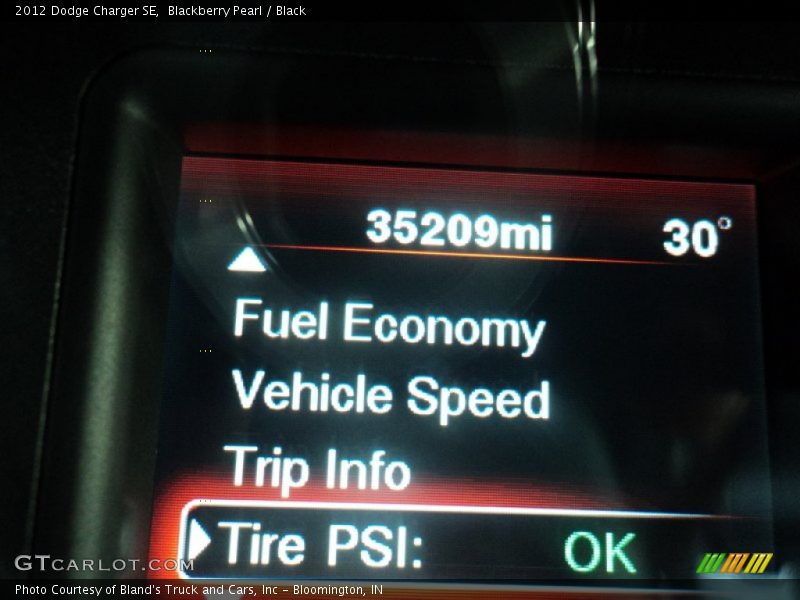 2012 Dodge Charger SE,  Blackberry Pearl / Black
35209mi 30°
Fuel Economy
Vehicle Speed
Trip Info
Tire PSI: OK
GTCARLOT.COM
Photo Courtesy of Bland's Truck and Cars, Inc - Bloomington, IN